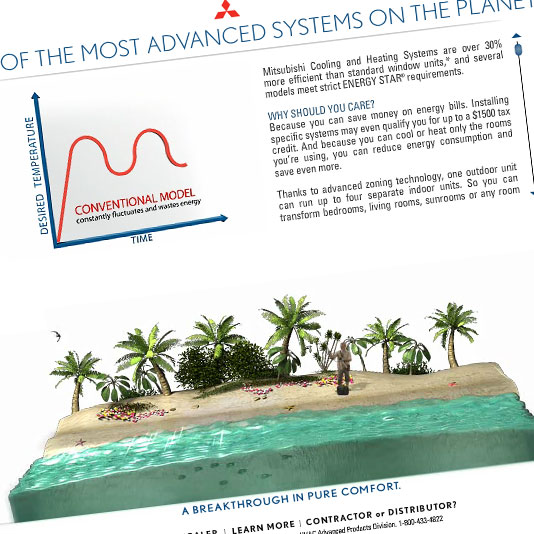 OF THE MOST ADVANCED SYSTEMS ON THE PLANET
Mitsubishi Cooling and Heating Systems are over 30%
more efficient than standard window units,* and several
models meet strict ENERGY STAR® requirements.
WHY SHOULD YOU CARE?
Because you can save money on energy bills. Installing
specific systems may even qualify you for up to a $1500 tax
credit. And because you can cool or heat only the rooms
you're using, you can reduce energy consumption and
save even more.
Thanks to advanced zoning technology, one outdoor unit
can run up to four separate indoor units. So you can
transform bedrooms, living rooms, sunrooms or any room
DESIRED TEMPERATURE
CONVENTIONAL MODEL
constantly fluctuates and wastes energy
TIME
A BREAKTHROUGH IN PURE COMFORT.
| LEARN MORE | CONTRACTOR or DISTRIBUTOR?
Advanced Products Division. 1-800-433-4822